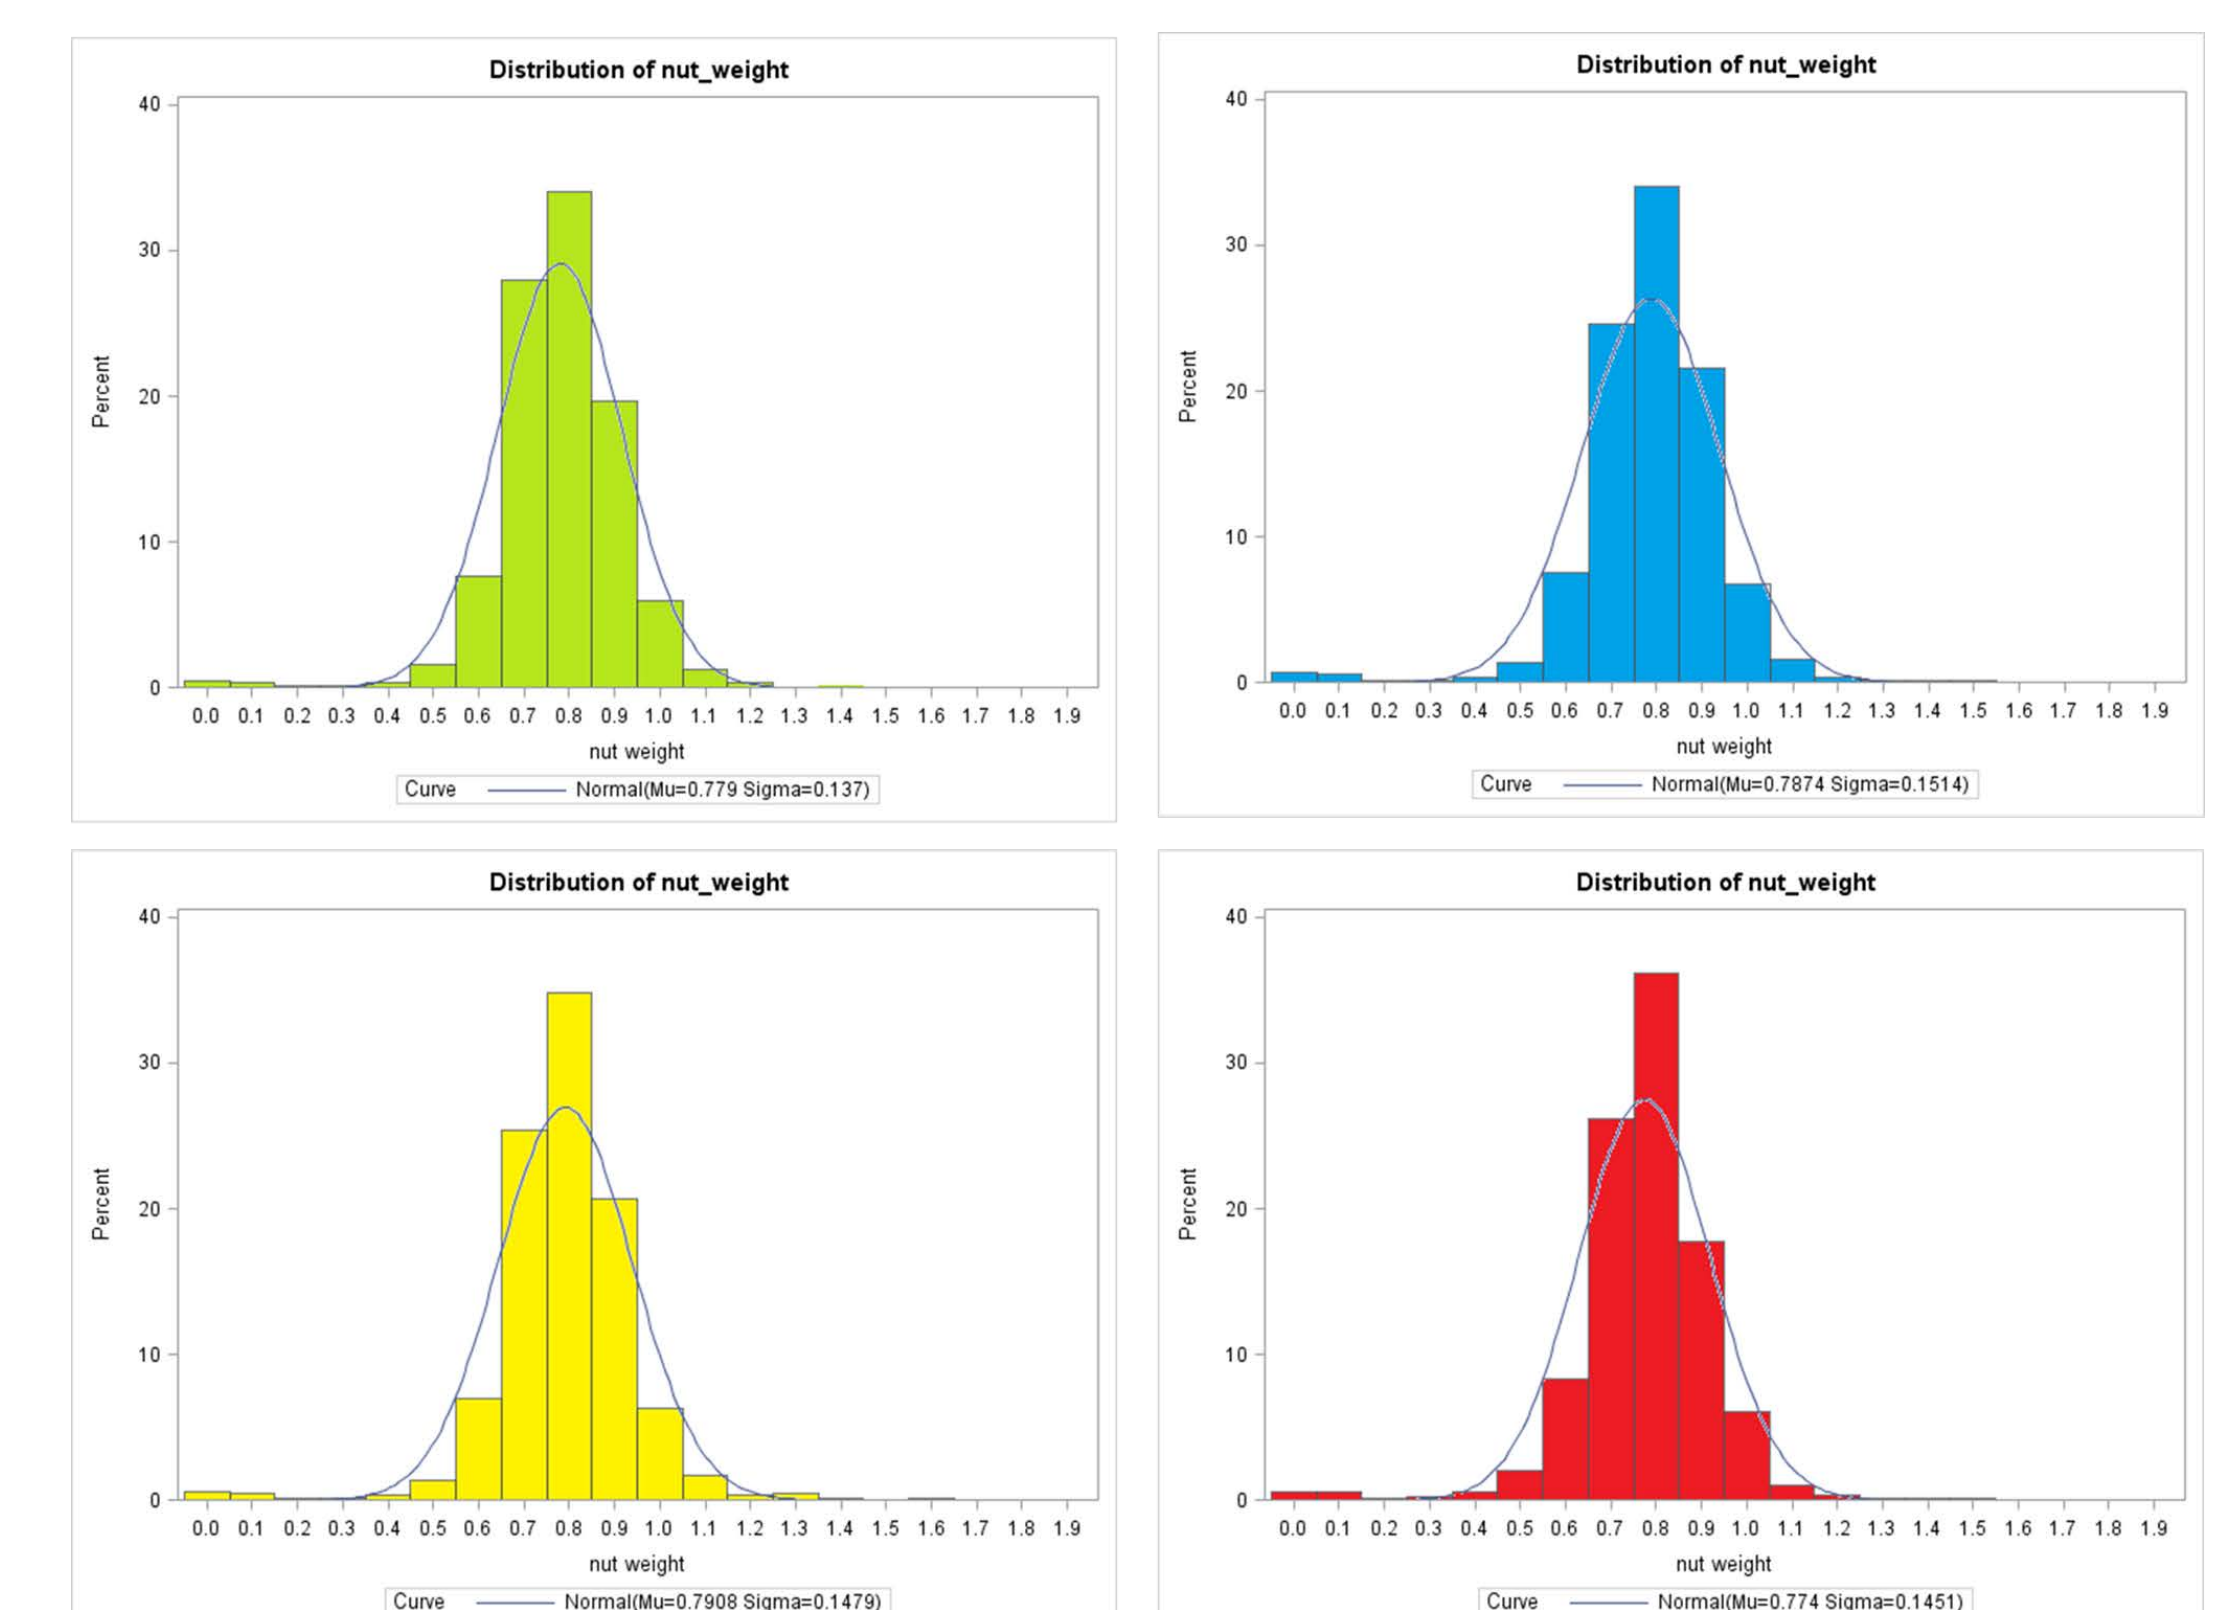 Distribution of nut_weight
40
30
20
10
0
Percent
0.0 0.1 0.2 0.3 0.4 0.5 0.6 0.7 0.8 0.9 1.0 1.1 1.2 1.3 1.4 1.5 1.6 1.7 1.8 1.9
nut weight
Curve Normal(Mu=0.779 Sigma=0.137)
Distribution of nut_weight
40
30
20
10
0
Percent
0.0 0.1 0.2 0.3 0.4 0.5 0.6 0.7 0.8 0.9 1.0 1.1 1.2 1.3 1.4 1.5 1.6 1.7 1.8 1.9
nut weight
Curve Normal(Mu=0.7874 Sigma=0.1514)
Distribution of nut_weight
40
30
20
10
0
Percent
0.0 0.1 0.2 0.3 0.4 0.5 0.6 0.7 0.8 0.9 1.0 1.1 1.2 1.3 1.4 1.5 1.6 1.7 1.8 1.9
nut weight
Curve Normal(Mu=0.7908 Sigma=0.1479)
Distribution of nut_weight
40
30
20
10
0
Percent
0.0 0.1 0.2 0.3 0.4 0.5 0.6 0.7 0.8 0.9 1.0 1.1 1.2 1.3 1.4 1.5 1.6 1.7 1.8 1.9
nut weight
Curve Normal(Mu=0.774 Sigma=0.1451)